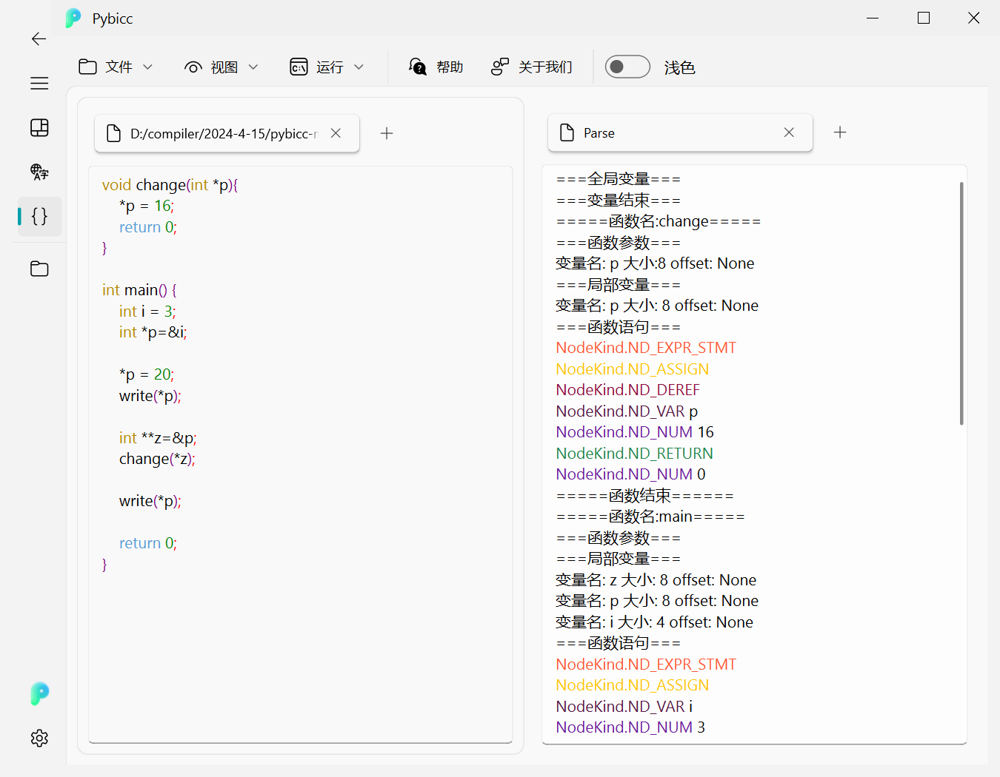 Pybicc
文件
视图
运行
帮助
关于我们
浅色
D:/compiler/2024-4-15/pybicc-
void change(int *p){
*p = 16;
return 0;
}
int main() {
int i = 3;
int *p=&i;
*p = 20;
write(*p);
int **z=&p;
change(*z);
write(*p);
return 0;
}
Parse
===全局变量===
===变量结束===
=====函数名:change=====
===函数参数===
变量名: p 大小:8 offset: None
===局部变量===
变量名: p 大小: 8 offset: None
===函数语句===
NodeKind.ND_EXPR_STMT
NodeKind.ND_ASSIGN
NodeKind.ND_DEREF
NodeKind.ND_VAR p
NodeKind.ND_NUM 16
NodeKind.ND_RETURN
NodeKind.ND_NUM 0
=====函数结束======
=====函数名:main=====
===函数参数===
===局部变量===
变量名: z 大小: 8 offset: None
变量名: p 大小: 8 offset: None
变量名: i 大小: 4 offset: None
===函数语句===
NodeKind.ND_EXPR_STMT
NodeKind.ND_ASSIGN
NodeKind.ND_VAR i
NodeKind.ND_NUM 3